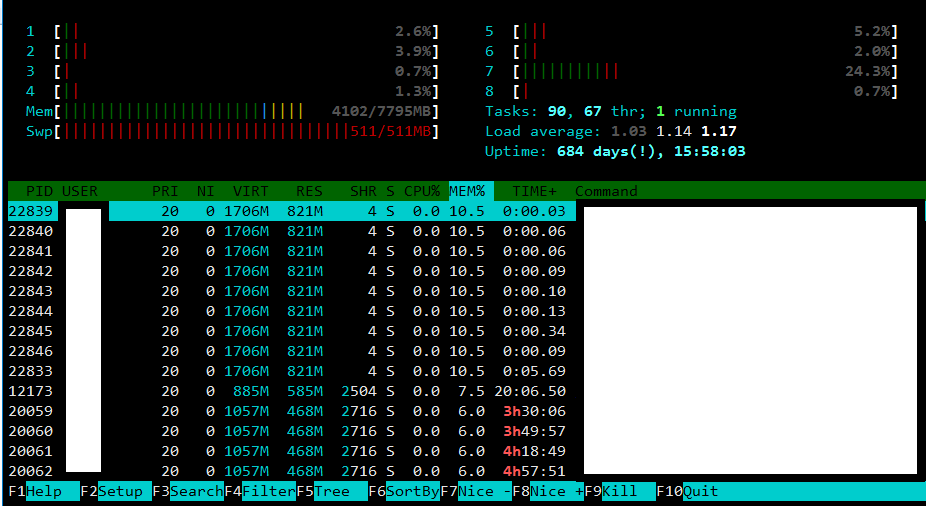 1 [||| 2.6%] 5 [|||| 5.2%]
2 [|||| 3.9%] 6 [|| 2.0%]
3 [| 0.7%] 7 [|||||||||||| 24.3%]
4 [|| 1.3%] 8 [| 0.7%]
Mem[||||||||||||||||||||||||||| 4102/7795MB] Tasks: 90, 67 thr; 1 running
Swp[||||||||||||||||||||||||||||||||511/511MB] Load average: 1.03 1.14 1.17
Uptime: 684 days(!), 15:58:03
PID USER PRI NI VIRT RES SHR S CPU% MEM% TIME+ Command
22839 20 0 1706M 821M 4 S 0.0 10.5 0:00.03
22840 20 0 1706M 821M 4 S 0.0 10.5 0:00.06
22841 20 0 1706M 821M 4 S 0.0 10.5 0:00.06
22842 20 0 1706M 821M 4 S 0.0 10.5 0:00.09
22843 20 0 1706M 821M 4 S 0.0 10.5 0:00.10
22844 20 0 1706M 821M 4 S 0.0 10.5 0:00.13
22845 20 0 1706M 821M 4 S 0.0 10.5 0:00.34
22846 20 0 1706M 821M 4 S 0.0 10.5 0:00.09
22833 20 0 1706M 821M 4 S 0.0 10.5 0:05.69
12173 20 0 885M 585M 2504 S 0.0 7.5 20:06.50
20059 20 0 1057M 468M 2716 S 0.0 6.0 3h30:06
20060 20 0 1057M 468M 2716 S 0.0 6.0 3h49:57
20061 20 0 1057M 468M 2716 S 0.0 6.0 4h18:49
20062 20 0 1057M 468M 2716 S 0.0 6.0 4h57:51
F1Help F2Setup F3SearchF4FilterF5Tree F6SortByF7Nice -F8Nice +F9Kill F10Quit